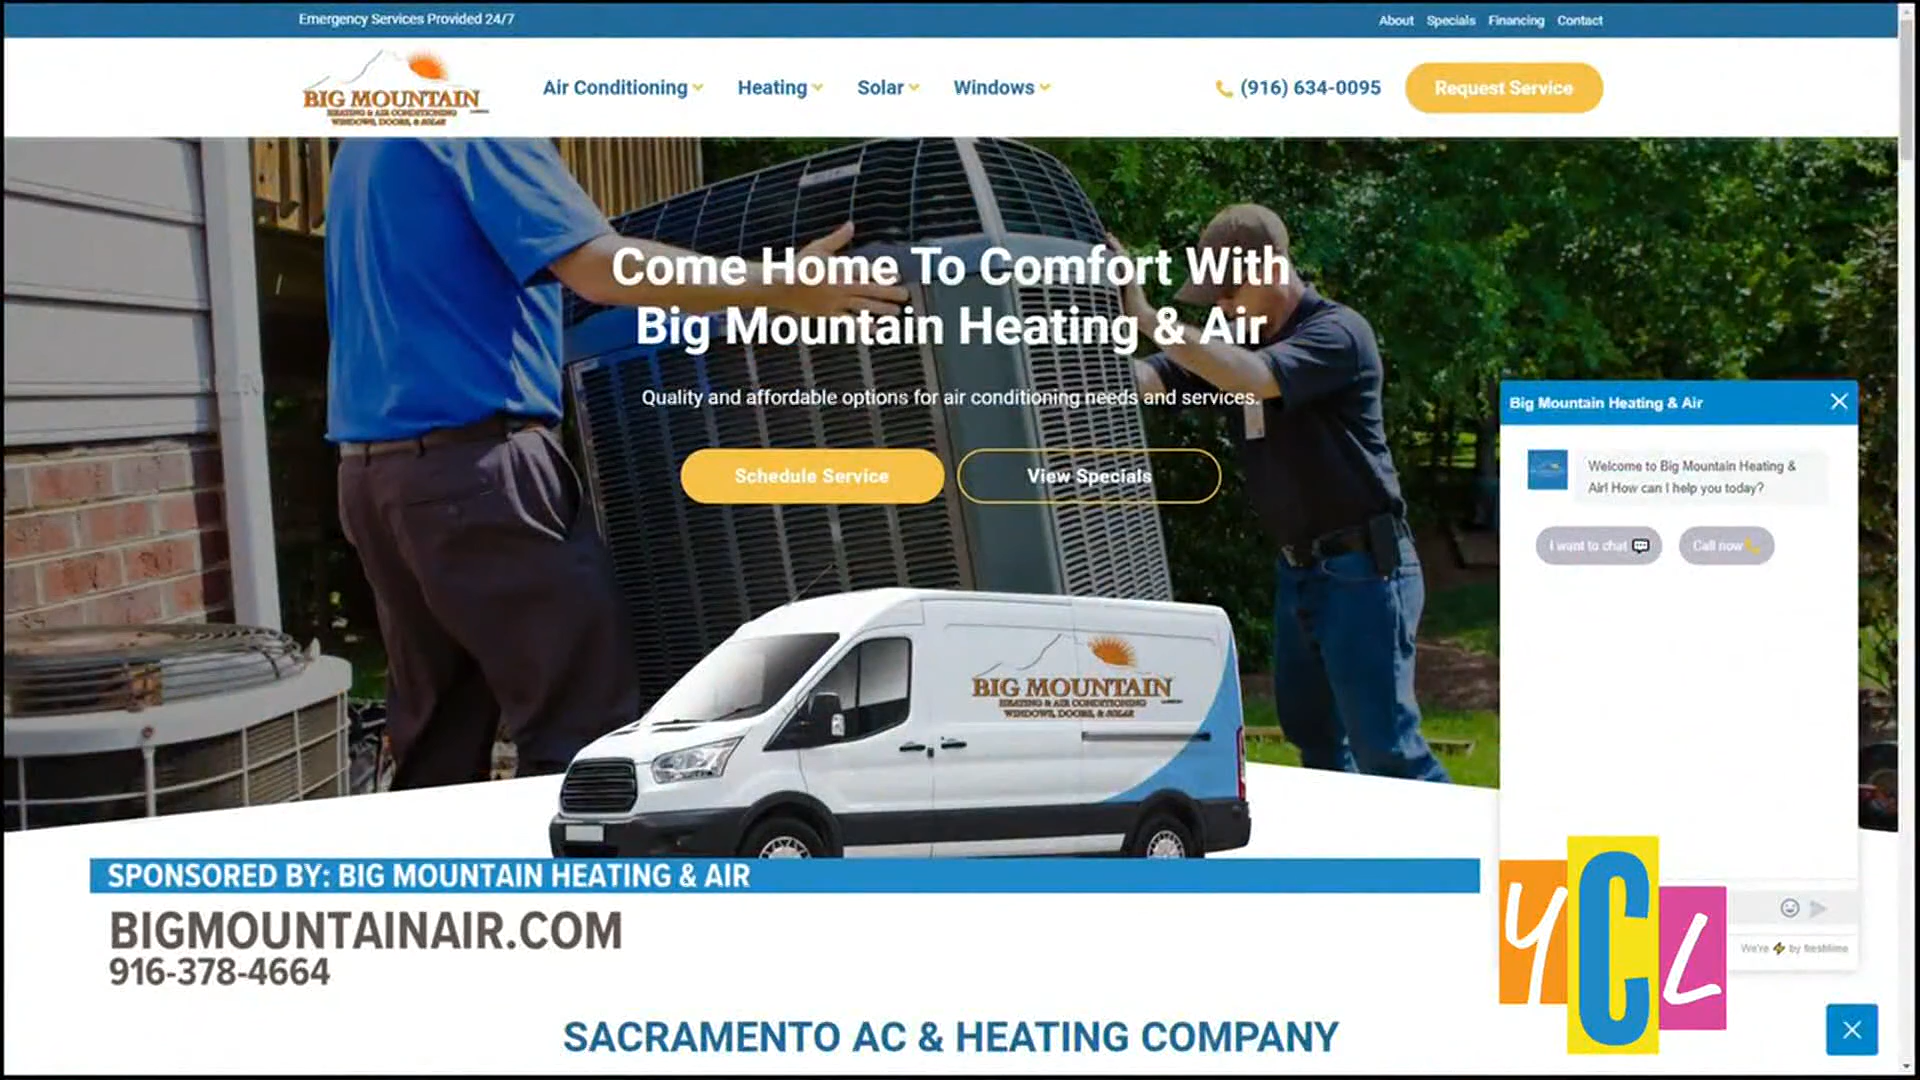 Emergency Services Provided 24/7
About Specials Financing Contact
BIG MOUNTAIN
HEATING & AIR CONDITIONING
WINDOWS, DOORS, & SOLAR
Air Conditioning Heating Solar Windows
(916) 634-0095
Request Service
Come Home To Comfort With
Big Mountain Heating & Air
Quality and affordable options for air conditioning needs and services.
Schedule Service
View Specials
Big Mountain Heating & Air
Welcome to Big Mountain Heating &
Air! How can I help you today?
I want to chat
Call now
BIG MOUNTAIN
HEATING & AIR CONDITIONING
WINDOWS, DOORS, & SOLAR
SPONSORED BY: BIG MOUNTAIN HEATING & AIR
BIGMOUNTAINAIR.COM
916-378-4664
YCL
We're ⚡ by freshlime
SACRAMENTO AC & HEATING COMPANY